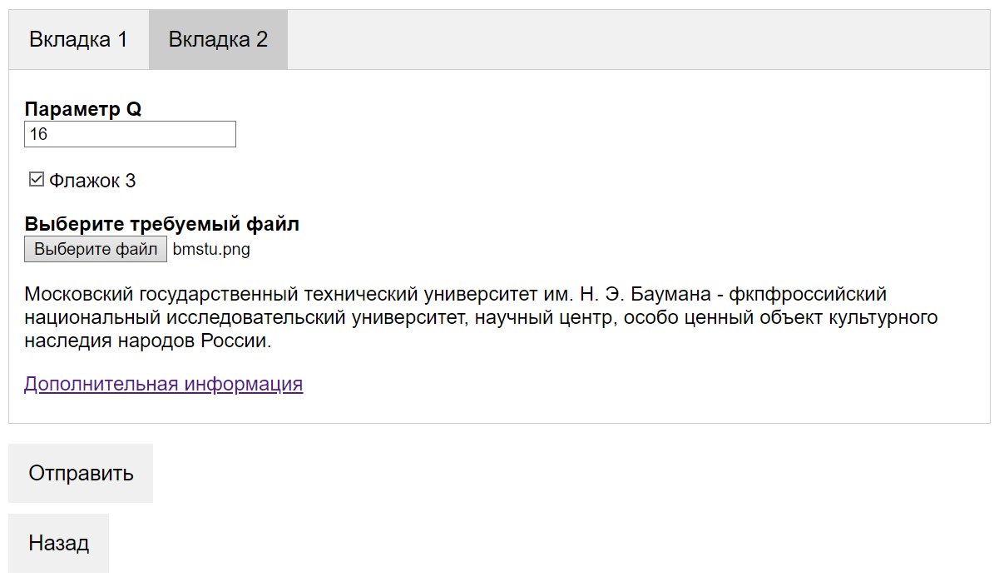 Вкладка 1 Вкладка 2
Параметр Q
16
Флажок 3
Выберите требуемый файл
Выберите файл bmstu.png
Московский государственный технический университет им. Н. Э. Баумана - фкпфроссийский
национальный исследовательский университет, научный центр, особо ценный объект культурного
наследия народов России.
Дополнительная информация
Отправить
Назад